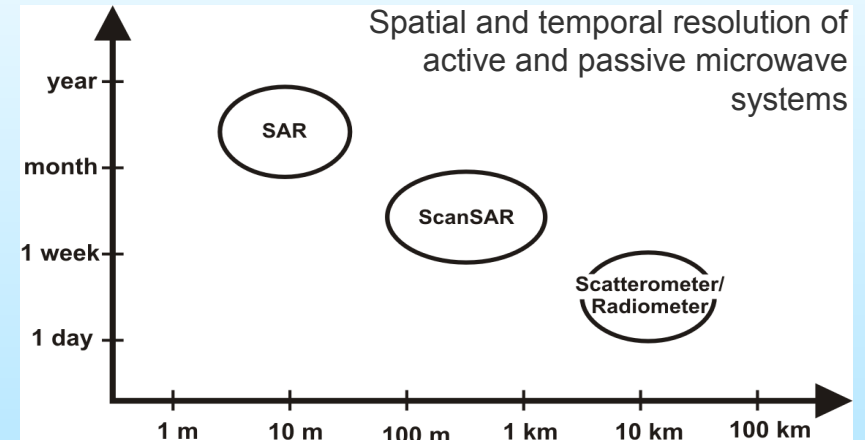 Spatial and temporal resolution of
active and passive microwave
systems
year
SAR
month
ScanSAR
1 week
Scatterometer/
Radiometer
1 day
1 m 10 m 100 m 1 km 10 km 100 km